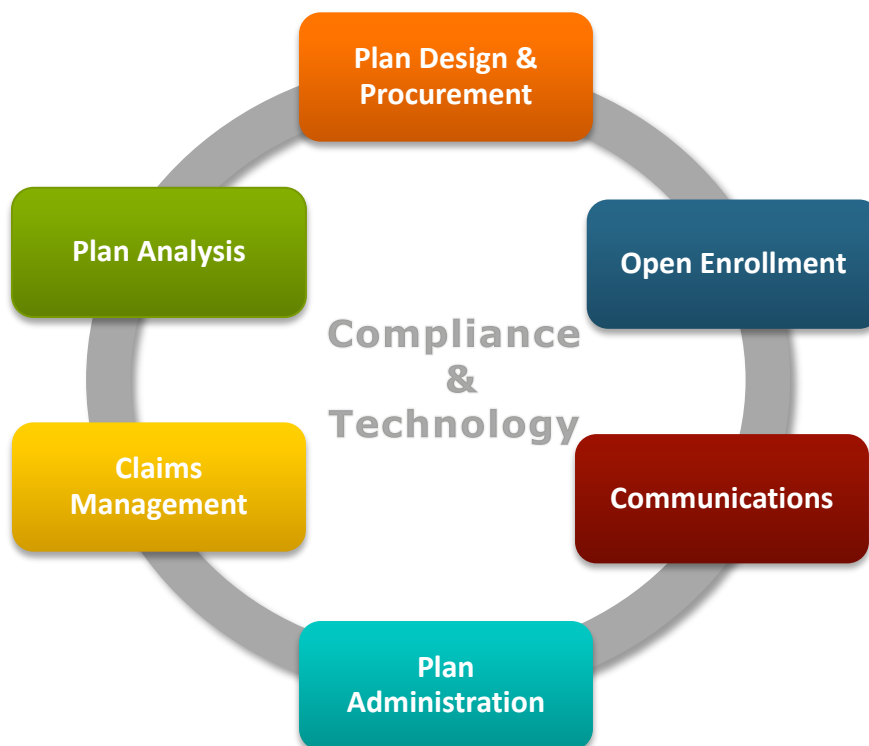 Plan Design &
Procurement
Open Enrollment
Communications
Plan
Administration
Claims
Management
Plan Analysis
Compliance
&
Technology